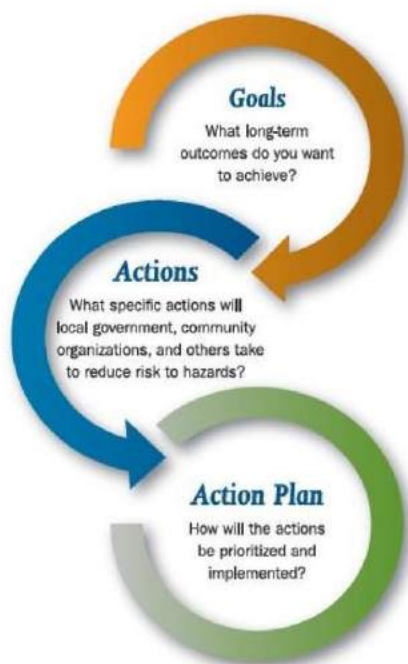 Goals
What long-term
outcomes do you want
to achieve?
Actions
What specific actions will
local government, community
organizations, and others take
to reduce risk to hazards?
Action Plan
How will the actions
be prioritized and
implemented?